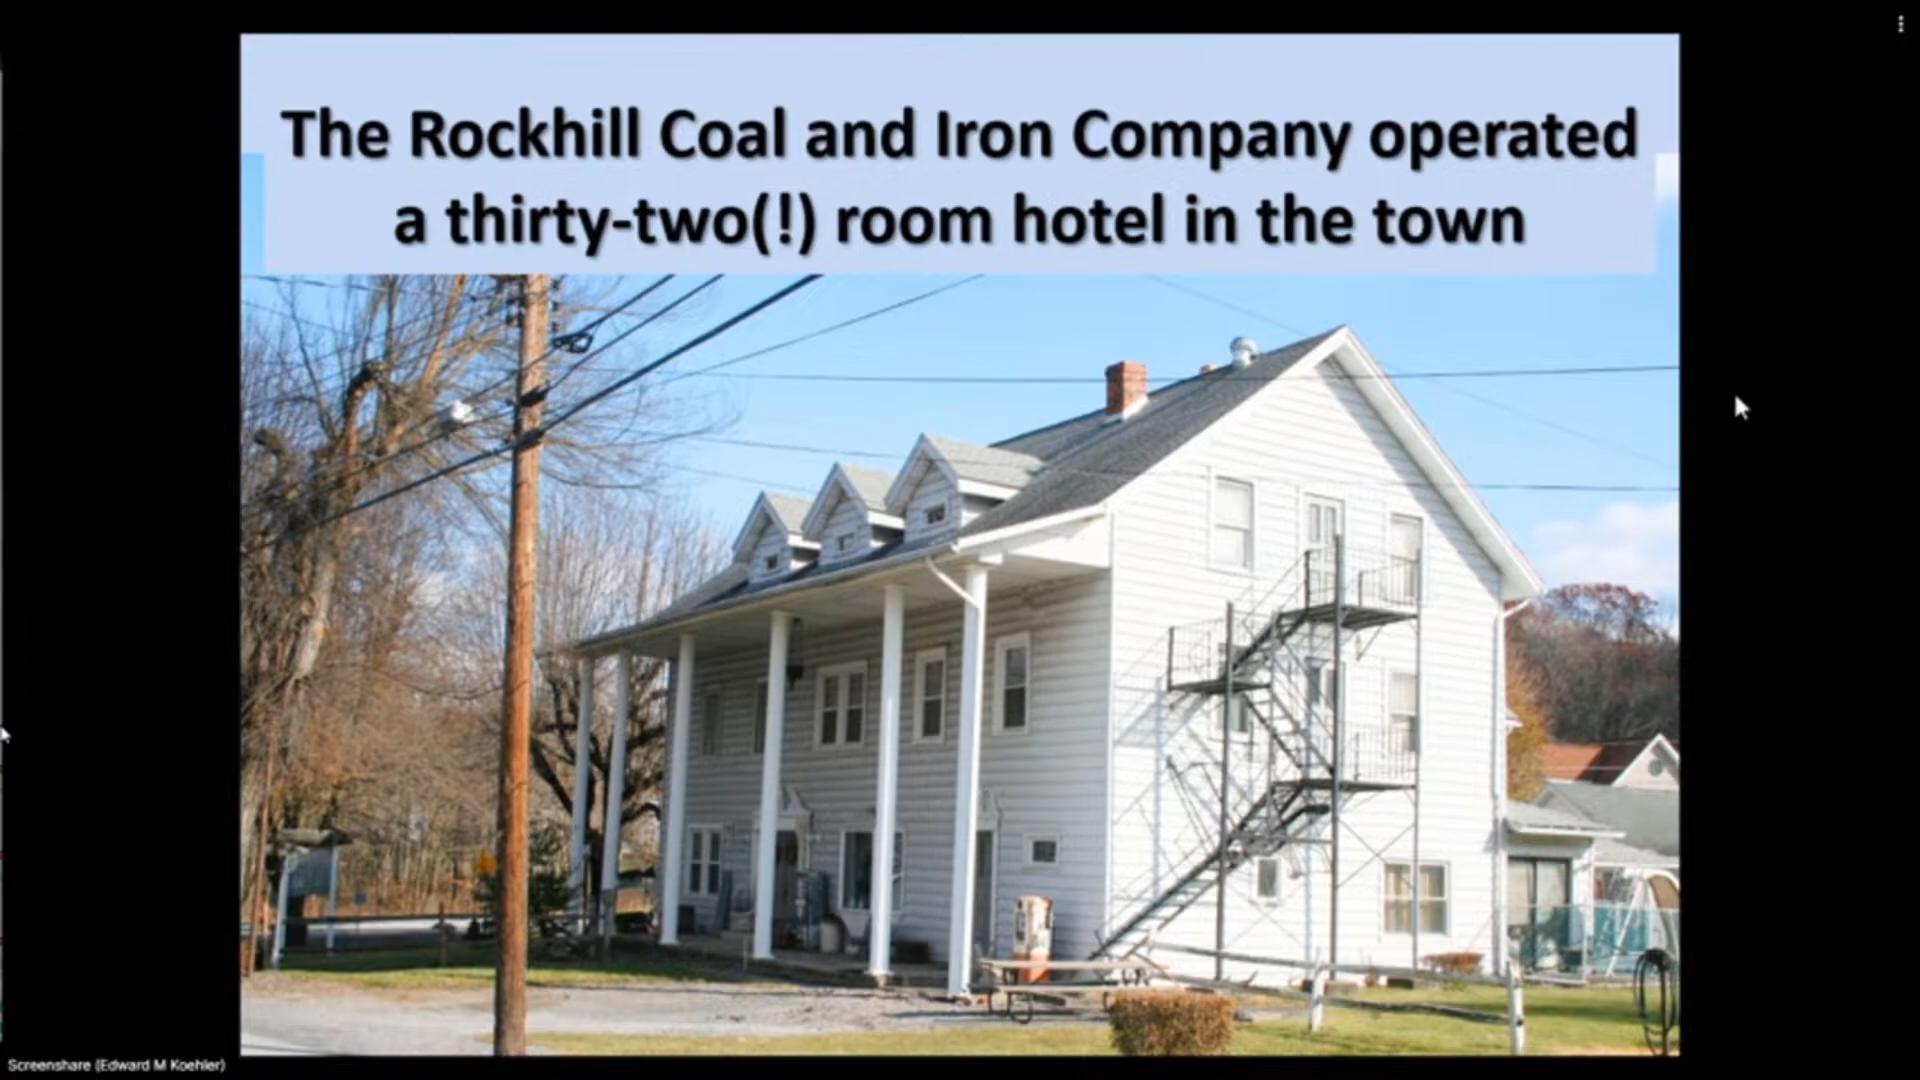 The Rockhill Coal and Iron Company operated
a thirty-two(!) room hotel in the town
Screenshare (Edward M Koehler)